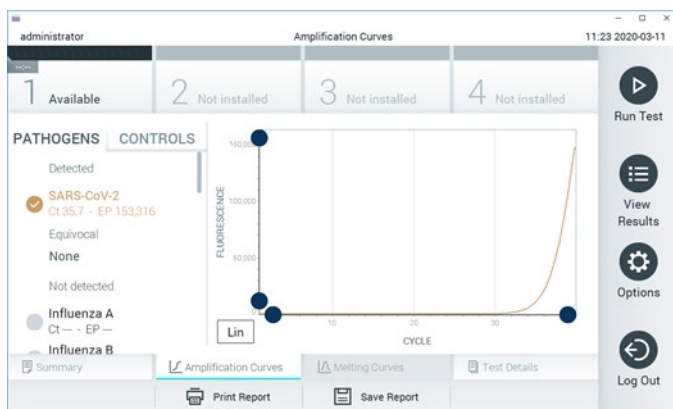 administrator
Amplification Curves
11:23 2020-03-11
--:--
1 Available
2 Not installed
3 Not installed
4 Not installed
Run Test
PATHOGENS
CONTROLS
Detected
SARS-CoV-2
Ct 35.7 - EP 153,316
Equivocal
None
Not detected
Influenza A
Ct --- - EP ---
Influenza B
FLUORESCENCE
150,000
100,000
50,000
0
10
20
30
CYCLE
Lin
View
Results
Options
Log Out
Summary
Amplification Curves
Melting Curves
Test Details
Print Report
Save Report